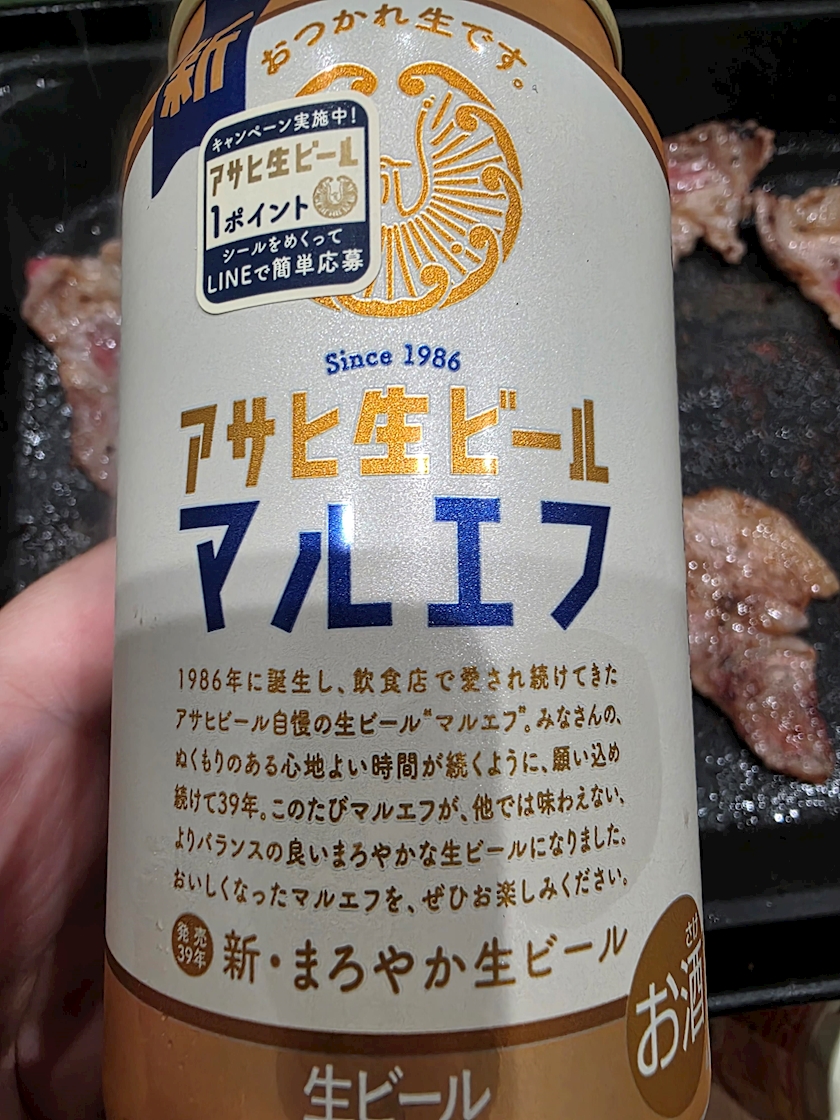 新
おつかれ生です。
キャンペーン実施中!
アサヒ生ビール
1ポイント
シールをめくって
LINEで簡単応募
Since 1986
アサヒ生ビール
マルエフ
1986年に誕生し、飲食店で愛され続けてきた
アサヒビール自慢の生ビール“マルエフ”。みなさんの、
ぬくもりのある心地よい時間が続くように、願い込め
続けて39年。このたびマルエフが、他では味わえない、
よりバランスの良いまろやかな生ビールになりました。
おいしくなったマルエフを、ぜひお楽しみください。
発売
39年
新・まろやか生ビール
さけ
お酒
生ビール